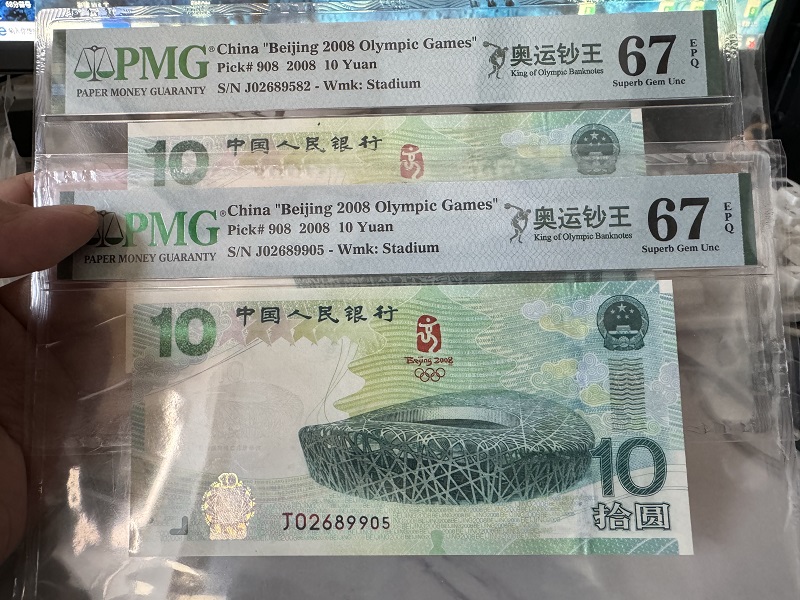 PMG®
PAPER MONEY GUARANTY
China "Beijing 2008 Olympic Games"
Pick# 908 2008 10 Yuan
S/N J02689582 - Wmk: Stadium
奥运钞王
King of Olympic Banknotes
67
EPQ
Superb Gem Unc
10
中国人民银行
PMG®
PAPER MONEY GUARANTY
China "Beijing 2008 Olympic Games"
Pick# 908 2008 10 Yuan
S/N J02689905 - Wmk: Stadium
奥运钞王
King of Olympic Banknotes
67
EPQ
Superb Gem Unc
10
中国人民银行
Beijing 2008
10
拾圆
J02689905